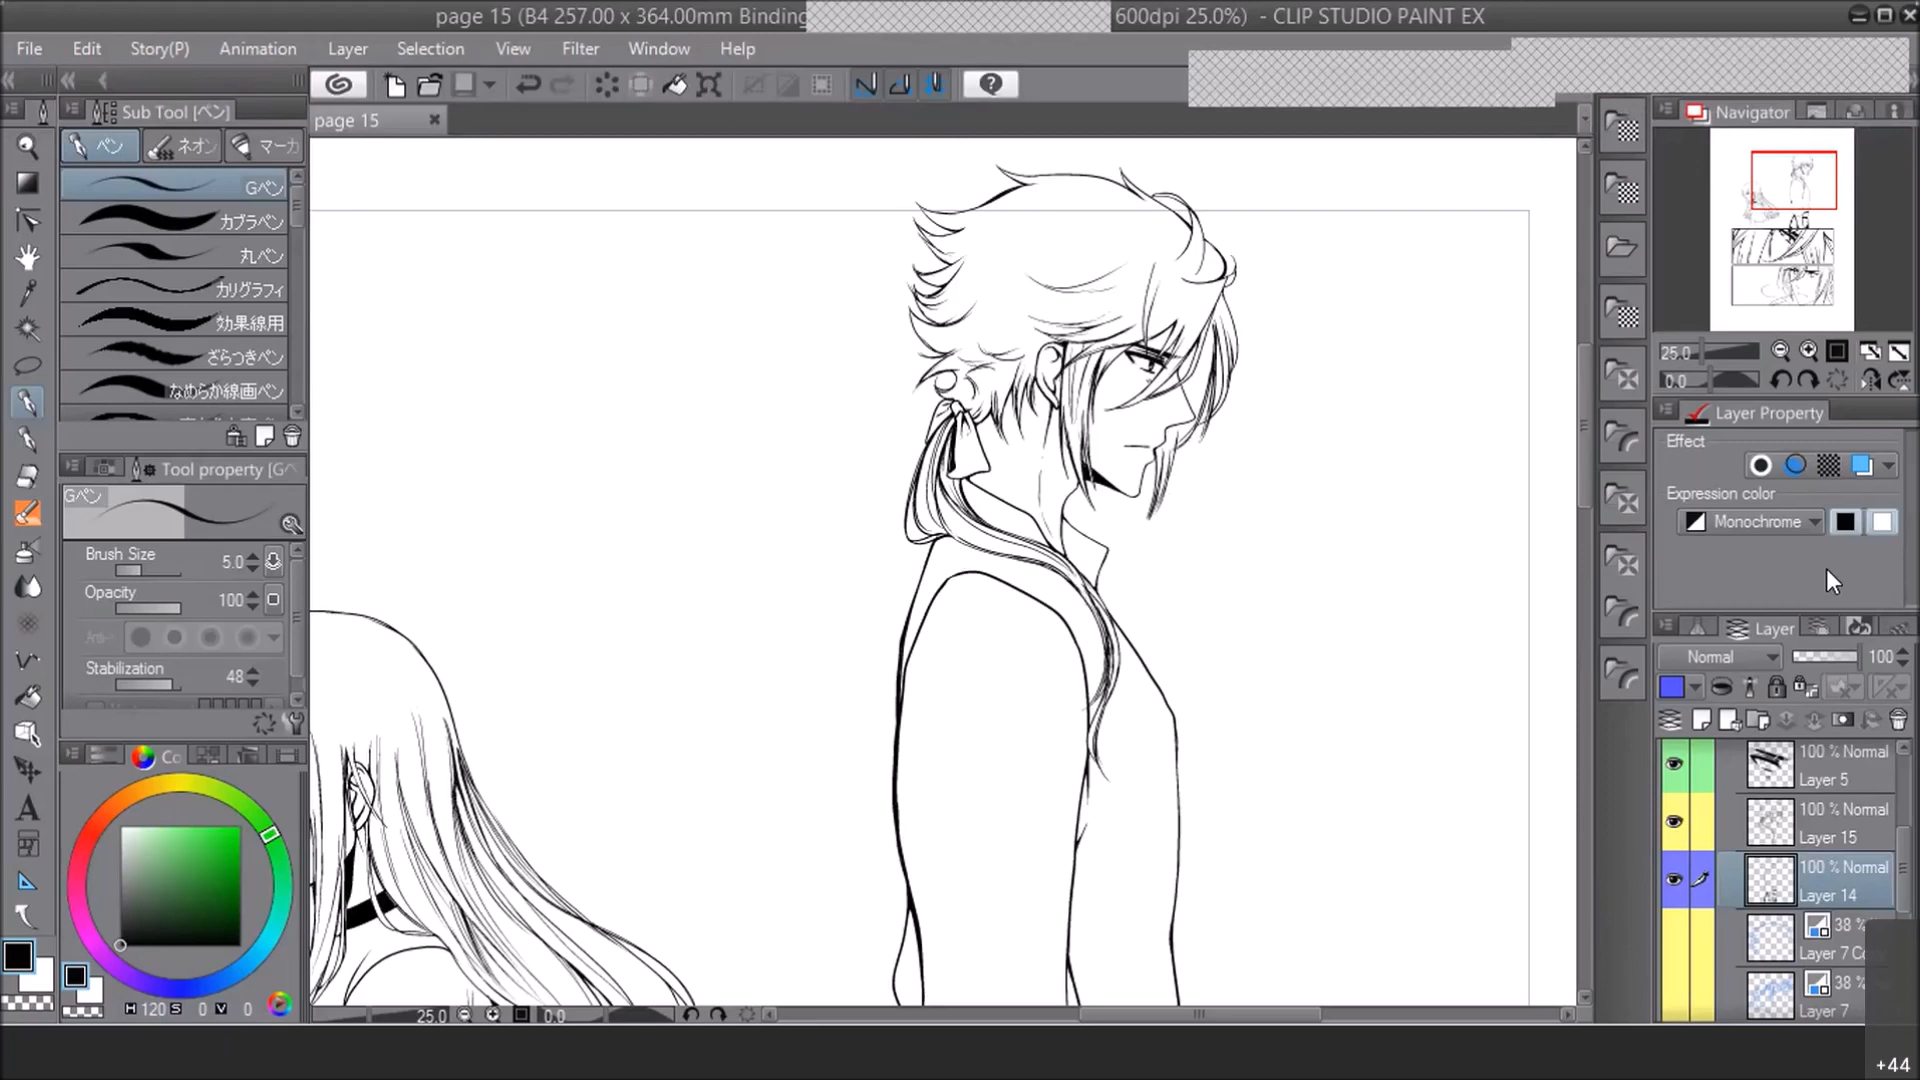 page 15 (B4 257.00 x 364.00mm Binding 600dpi 25.0%) - CLIP STUDIO PAINT EX
File Edit Story(P) Animation Layer Selection View Filter Window Help
Sub Tool [ペン]
page 15
Navigator
ペン ネオン マーカ
Gペン
カブラペン
丸ペン
カリグラフィ
効果線用
ざらつきペン
なめらか線画ペン
25.0
0.0
Layer Property
Effect
Expression color
Monochrome
Tool property [Gペ
Gペン
Brush Size 5.0
Opacity 100
Anti-
Stabilization 48
Co
H 120 S 0 V 0
25.0 0.0
Layer
Normal 100
100 % Normal
Layer 5
100 % Normal
Layer 15
100 % Normal
Layer 14
38 %
Layer 7 Co
38 %
Layer 7
+44